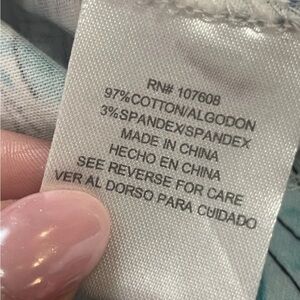 RN# 107608
97%COTTON/ALGODON
3%SPANDEX/SPANDEX
MADE IN CHINA
HECHO EN CHINA
SEE REVERSE FOR CARE
VER AL DORSO PARA CUIDADO